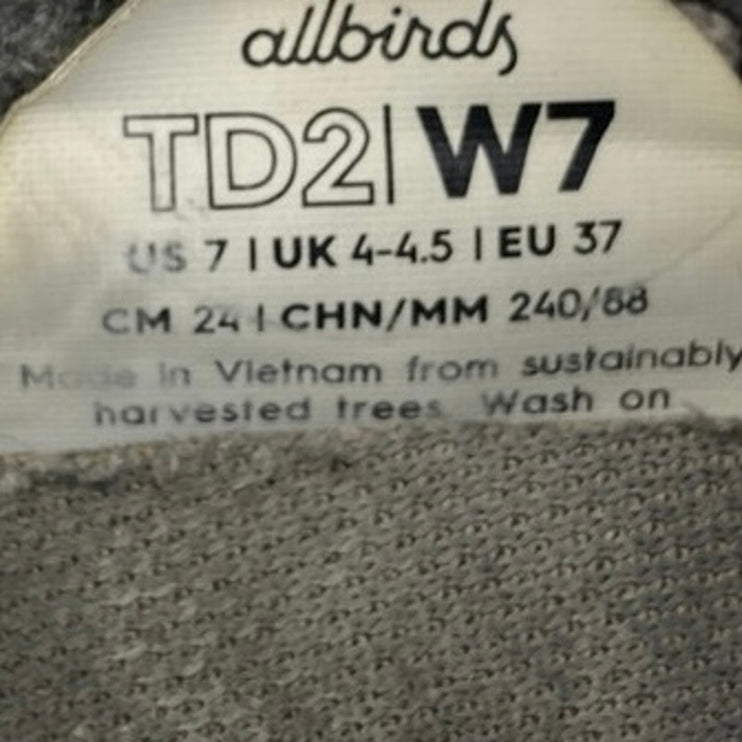 allbirds
TD2|W7
US 7 | UK 4-4.5 | EU 37
CM 24 | CHN/MM 240/88
Made in Vietnam from sustainably
harvested trees. Wash on